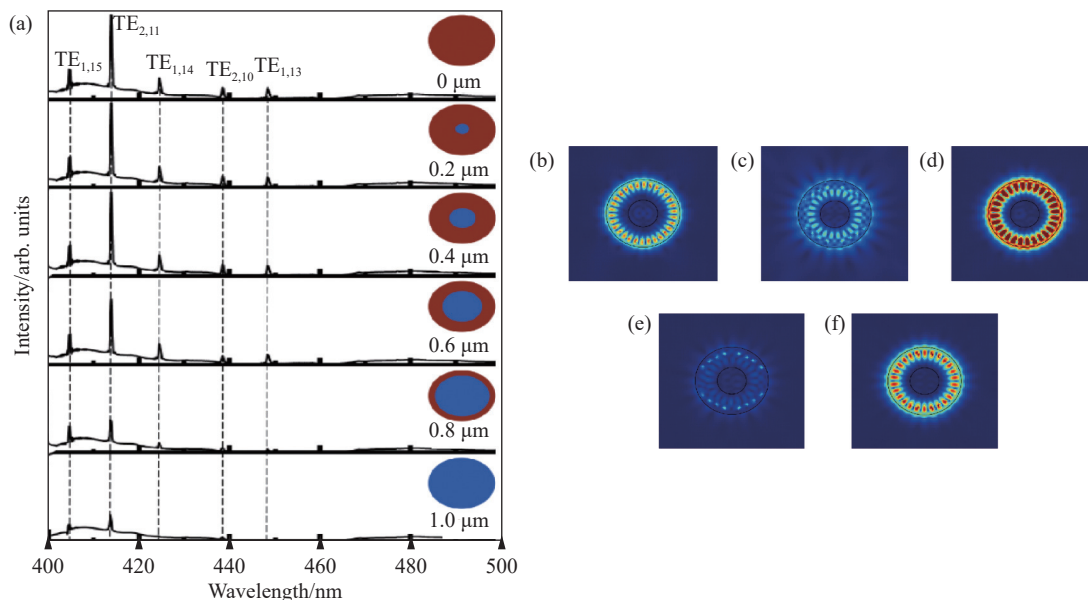 (a)
TE2,11
TE1,15
TE1,14
TE2,10
TE1,13
0 μm
0.2 μm
0.4 μm
0.6 μm
0.8 μm
1.0 μm
Intensity/arb. units
400
420
440
460
480
500
Wavelength/nm
(b)
(c)
(d)
(e)
(f)